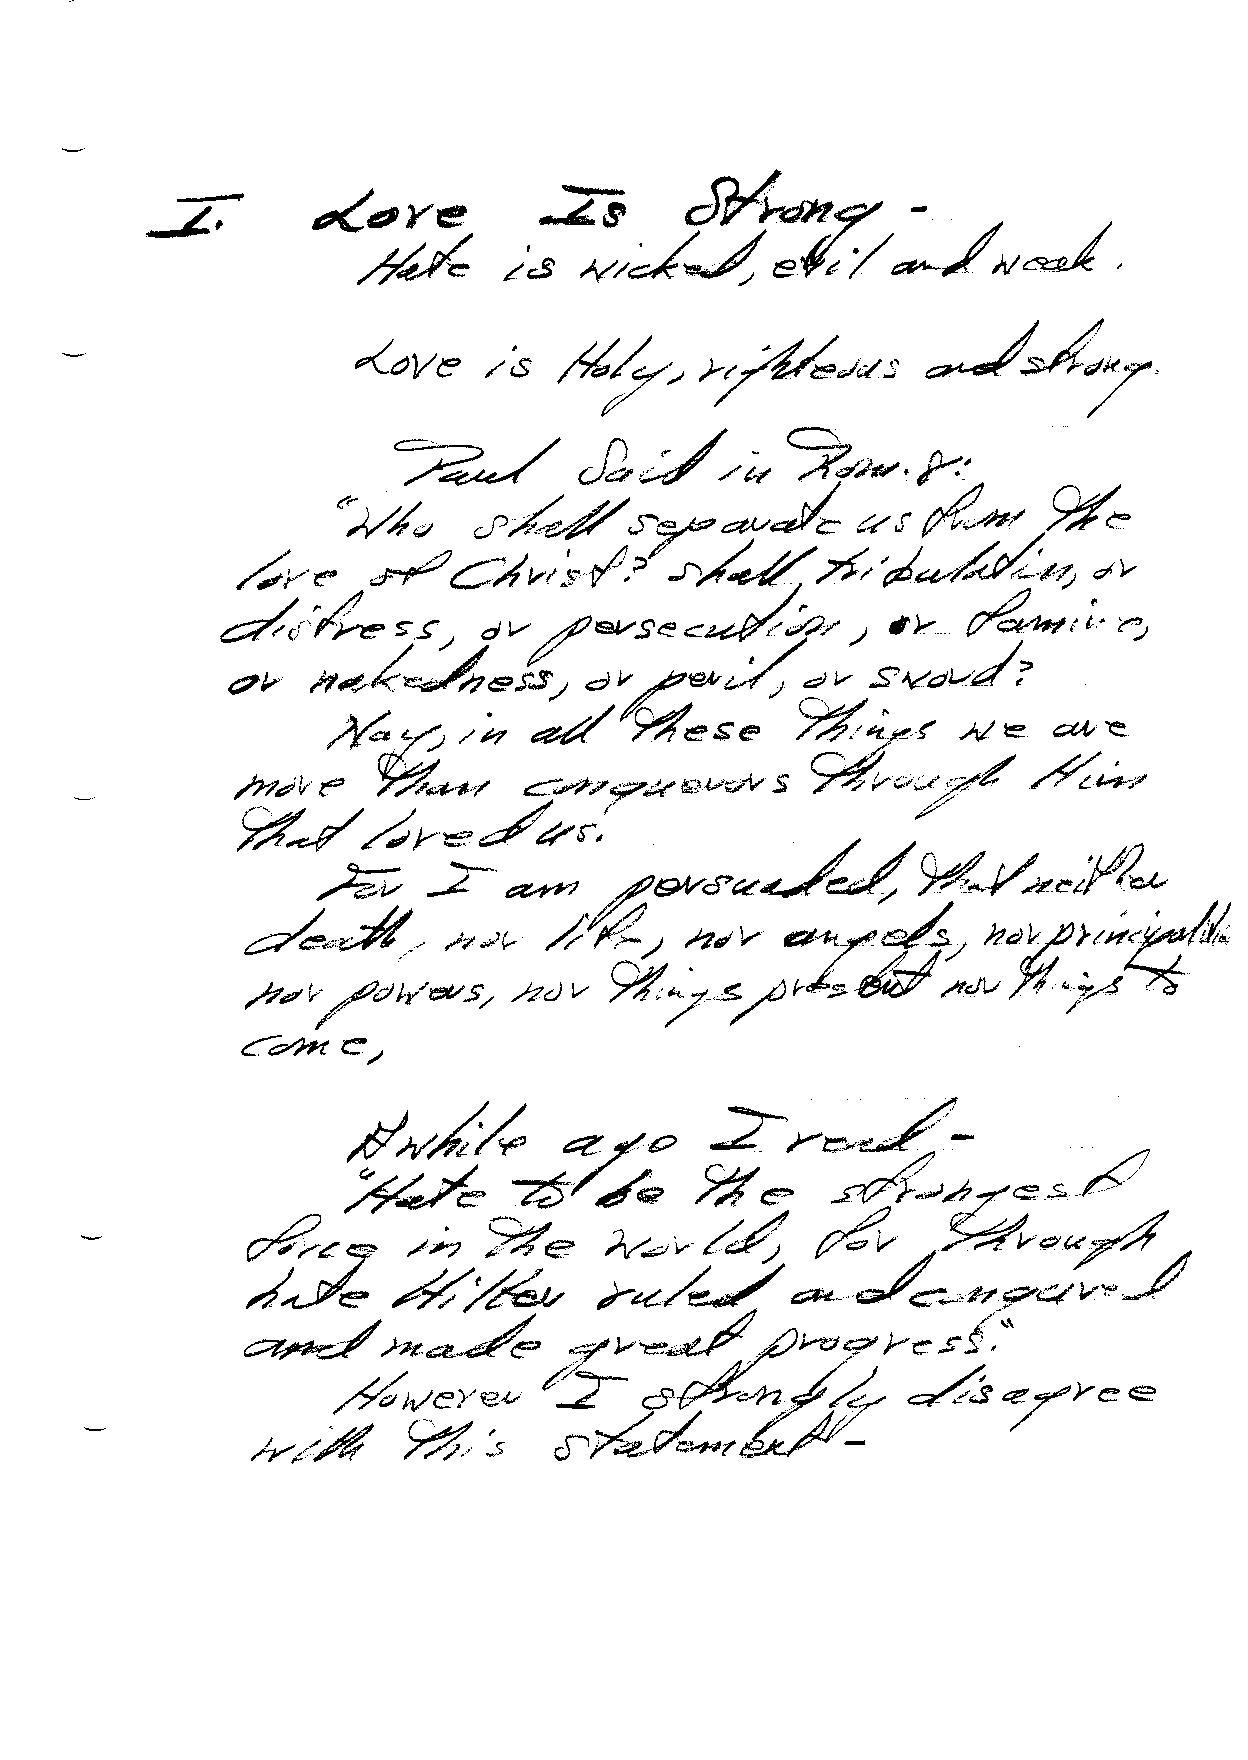 I. Love Is Strong -
Hate is wicked, evil and weak.
Love is Holy, righteous and strong.
Paul Said in Rom. 8:
"Who shall separate us from the
love of Christ? shall tribulation, or
distress, or persecution, or famine,
or nakedness, or peril, or sword?
Nay, in all These Things we are
more Than conquerors Through Him
That loved us.
For I am persuaded, That neither
death, nor life, nor angels, nor principalities
nor powers, nor Things present nor Things to
come,
Awhile ago I read -
"Hate to be The strongest
force in The world, for Through
hate Hitler ruled and conquered
and made great progress."
However I strongly disagree
with This statement -